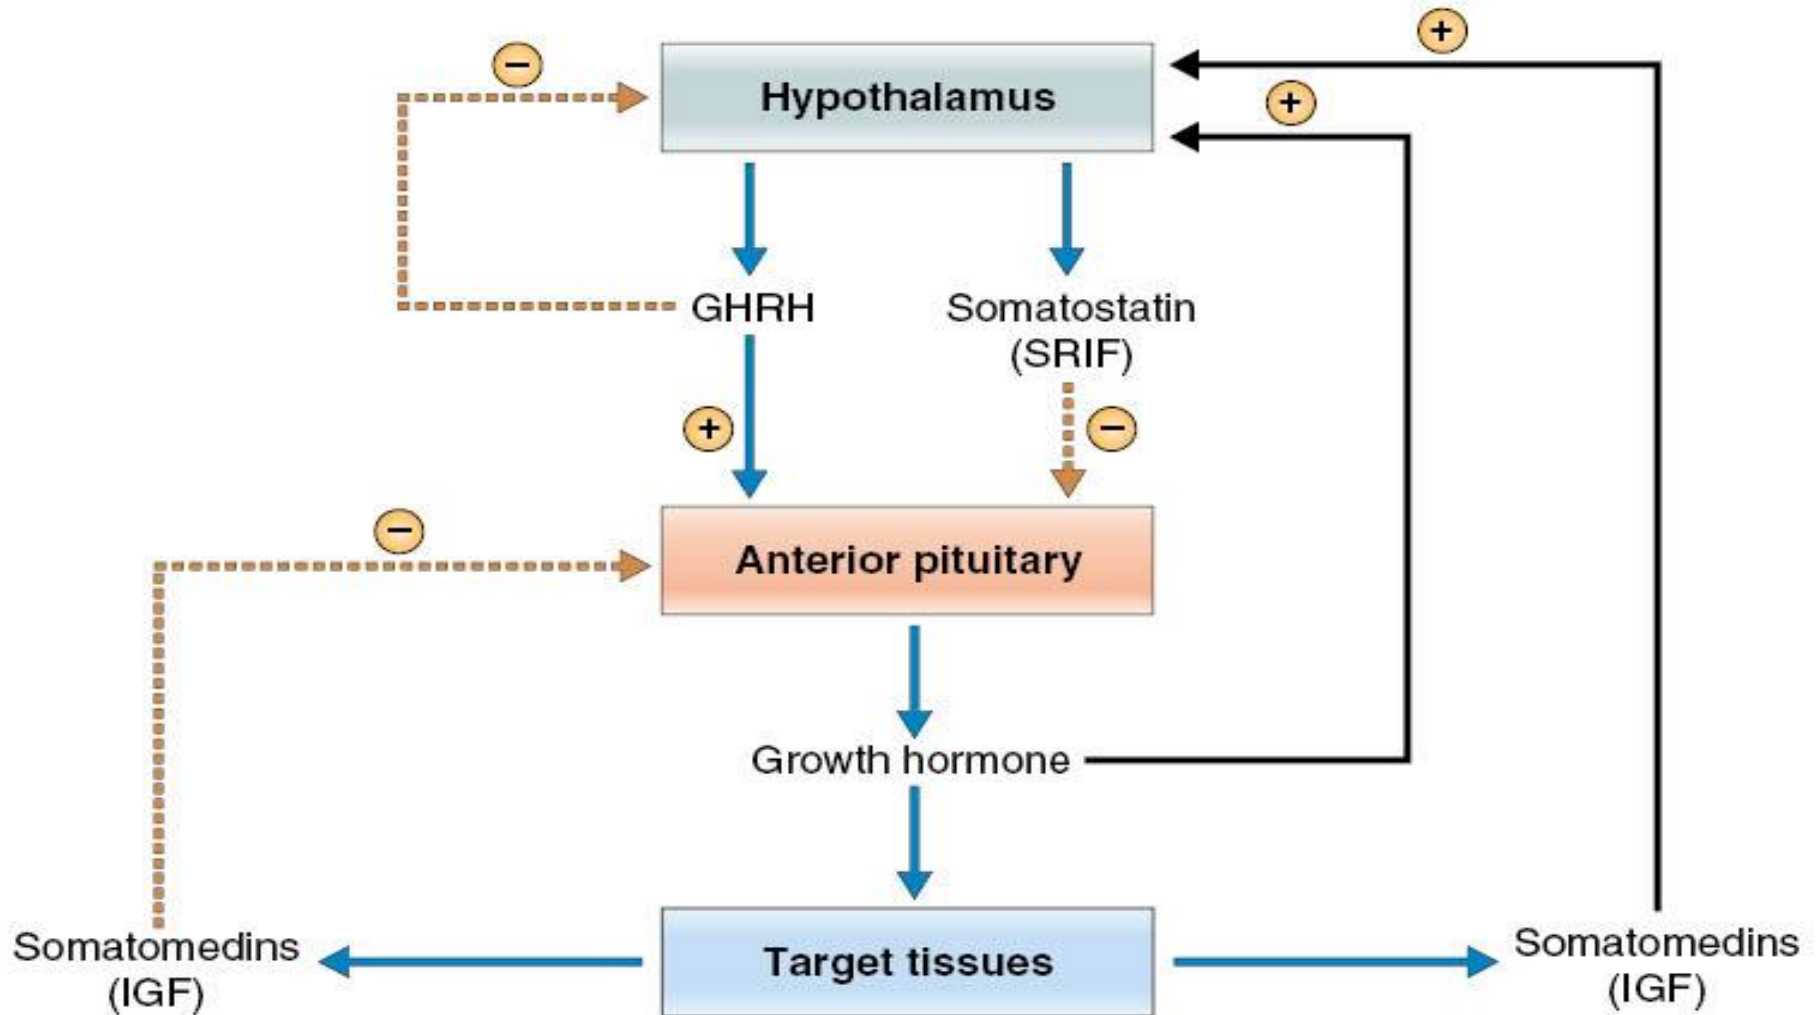 +
−
Hypothalamus
+
GHRH
Somatostatin
(SRIF)
+
−
−
Anterior pituitary
Growth hormone
Somatomedins
(IGF)
Target tissues
Somatomedins
(IGF)